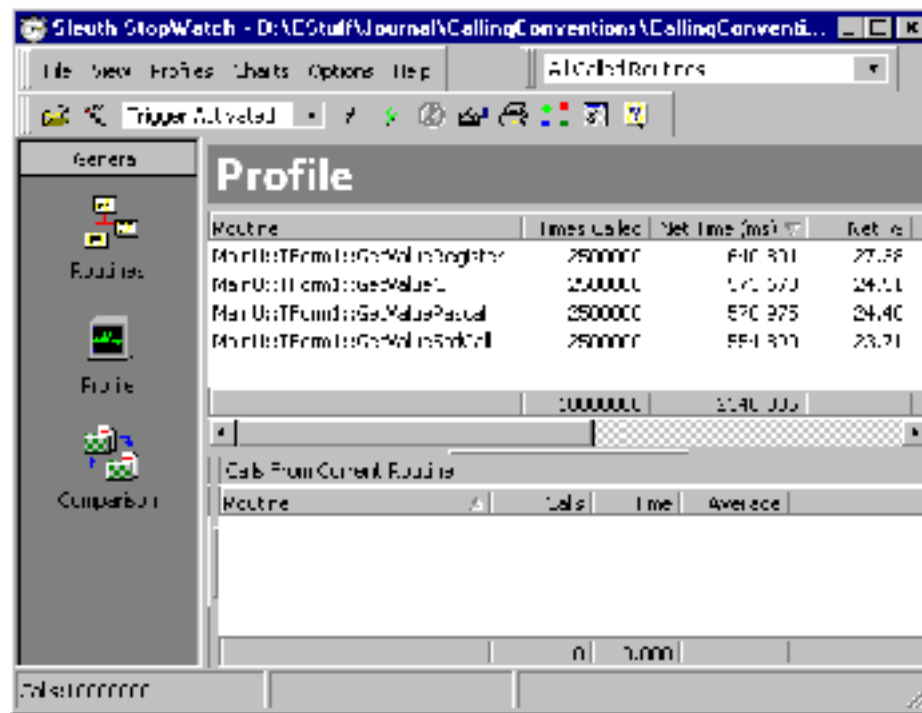 Sleuth StopWatch - D:\EStuff\Journal\CallingConventions\CallingConventi...
File View Profiles Charts Options Help
All Called Routines
Trigger Activated
General
Profile
Routines
Profile
Comparison
Routine Times Called Net Time (ms) Net %
MainU::TForm1::GetValueRegister 2500000 27.38
MainU::TForm1::GetValueC 2500000
MainU::TForm1::GetValuePascal 2500000 570.975 24.40
MainU::TForm1::GetValueStdCall 2500000 23.71
10000000
Calls From Current Routine
Routine Calls Time Average
0 0.000
Calls:10000000